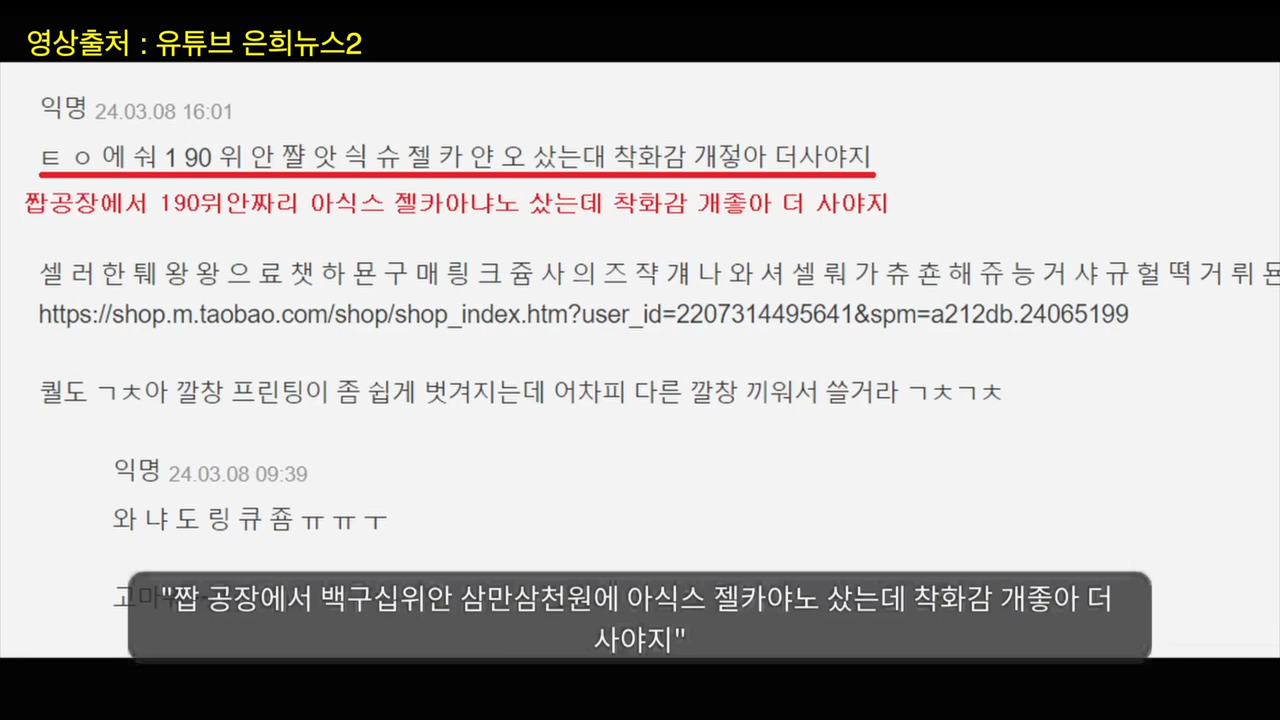 영상출처 : 유튜브 은희뉴스2
익명 24.03.08 16:01
ㅌ ㅇ 에 숴 1 90 위 안 쨜 앗 싁 슈 젤 카 얀 오 샀는대 착화감 개젛아 더사야지
짭공장에서 190위안짜리 아식스 젤카아냐노 샀는데 착화감 개좋아 더 사야지
셀 러 한 퉤 왕 왕 으 료 챗 하 묜 구 매 릥 크 쥼 사 의 즈 쟉 걔 나 와 셔 셀 뤄 가 츄 쵼 해 쥬 능 거 샤 규 헐 떡 거 뤼 묜
https://shop.m.taobao.com/shop/shop_index.htm?user_id=2207314495641&spm=a212db.24065199
퀄도 ㄱㅊ아 깔창 프린팅이 좀 쉽게 벗겨지는데 어차피 다른 깔창 끼워서 쓸거라 ㄱㅊㄱㅊ
익명 24.03.08 09:39
와 냐 도 링 큐 죰 ㅠ ㅠ ㅜ
"짭 공장에서 백구십위안 삼만삼천원에 아식스 젤카야노 샀는데 착화감 개좋아 더
사야지"